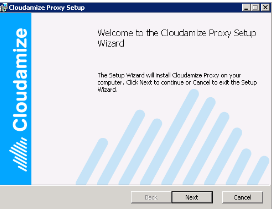 Cloudamize Proxy Setup
Cloudamize
Welcome to the Cloudamize Proxy Setup
Wizard
The Setup Wizard will install Cloudamize Proxy on your
computer. Click Next to continue or Cancel to exit the Setup
Wizard.
Back
Next
Cancel